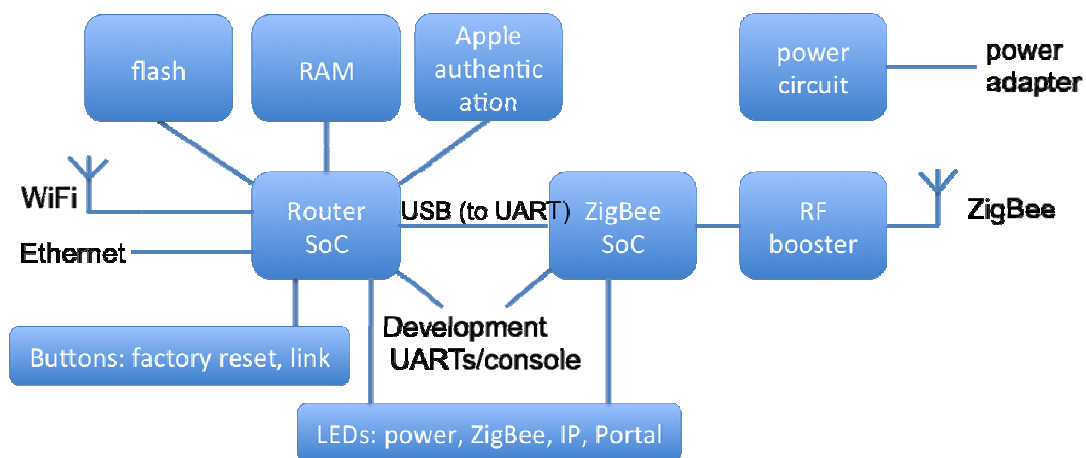 flash
RAM
Apple
authentic
ation
power
circuit
power
adapter
WiFi
Ethernet
Router
SoC
USB (to UART)
ZigBee
SoC
RF
booster
ZigBee
Development
UARTs/console
Buttons: factory reset, link
LEDs: power, ZigBee, IP, Portal